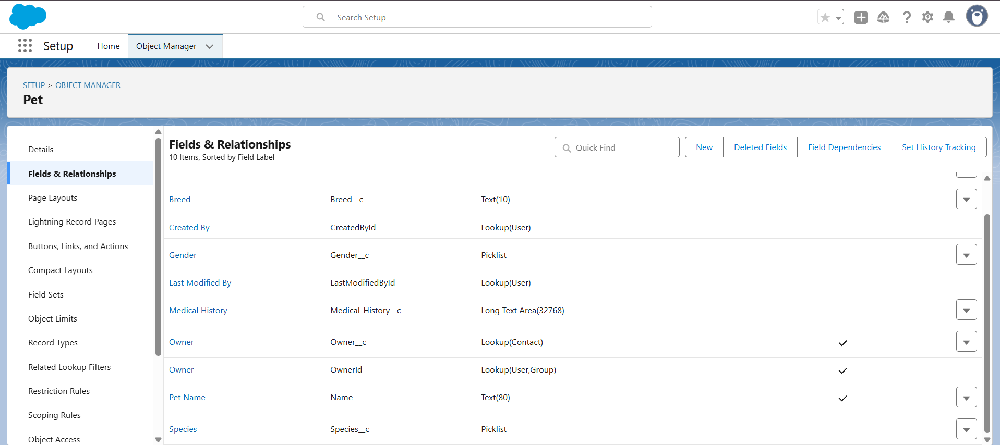 Search Setup
Setup
Home
Object Manager
SETUP > OBJECT MANAGER
Pet
Details
Fields & Relationships
Page Layouts
Lightning Record Pages
Buttons, Links, and Actions
Compact Layouts
Field Sets
Object Limits
Record Types
Related Lookup Filters
Restriction Rules
Scoping Rules
Object Access
Fields & Relationships
10 Items, Sorted by Field Label
Quick Find
New
Deleted Fields
Field Dependencies
Set History Tracking
Breed Breed__c Text(10)
Created By CreatedById Lookup(User)
Gender Gender__c Picklist
Last Modified By LastModifiedById Lookup(User)
Medical History Medical_History__c Long Text Area(32768)
Owner Owner__c Lookup(Contact)
Owner OwnerId Lookup(User,Group)
Pet Name Name Text(80)
Species Species__c Picklist